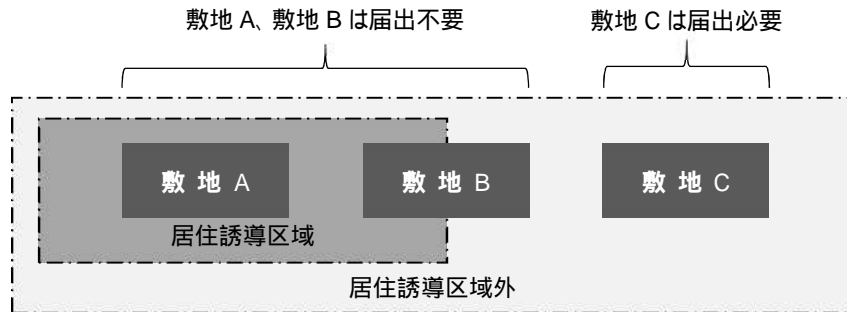 敷地 A、敷地 B は届出不要
敷地 C は届出必要
敷 地 A
敷 地 B
敷 地 C
居住誘導区域
居住誘導区域外